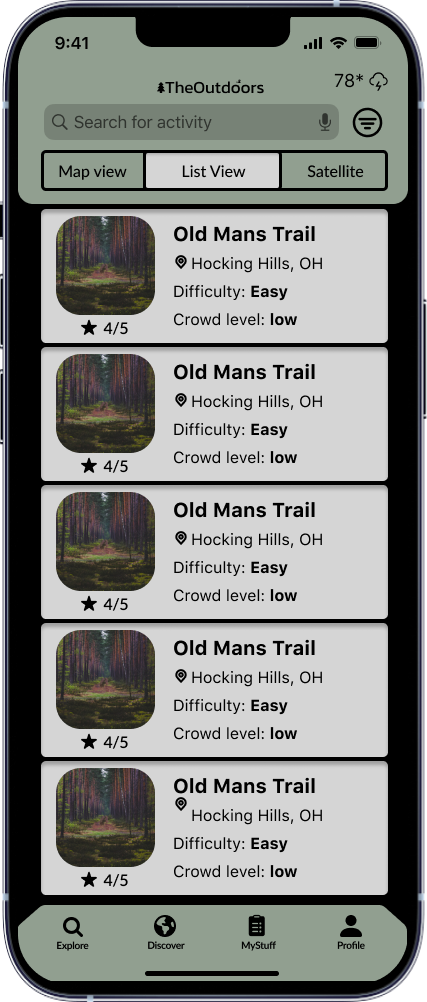 9:41
TheOutdoors
78*
Search for activity
Map view
List View
Satellite
Old Mans Trail
Hocking Hills, OH
Difficulty: Easy
Crowd level: low
4/5
Old Mans Trail
Hocking Hills, OH
Difficulty: Easy
Crowd level: low
4/5
Old Mans Trail
Hocking Hills, OH
Difficulty: Easy
Crowd level: low
4/5
Old Mans Trail
Hocking Hills, OH
Difficulty: Easy
Crowd level: low
4/5
Old Mans Trail
Hocking Hills, OH
Difficulty: Easy
Crowd level: low
4/5
Explore
Discover
MyStuff
Profile